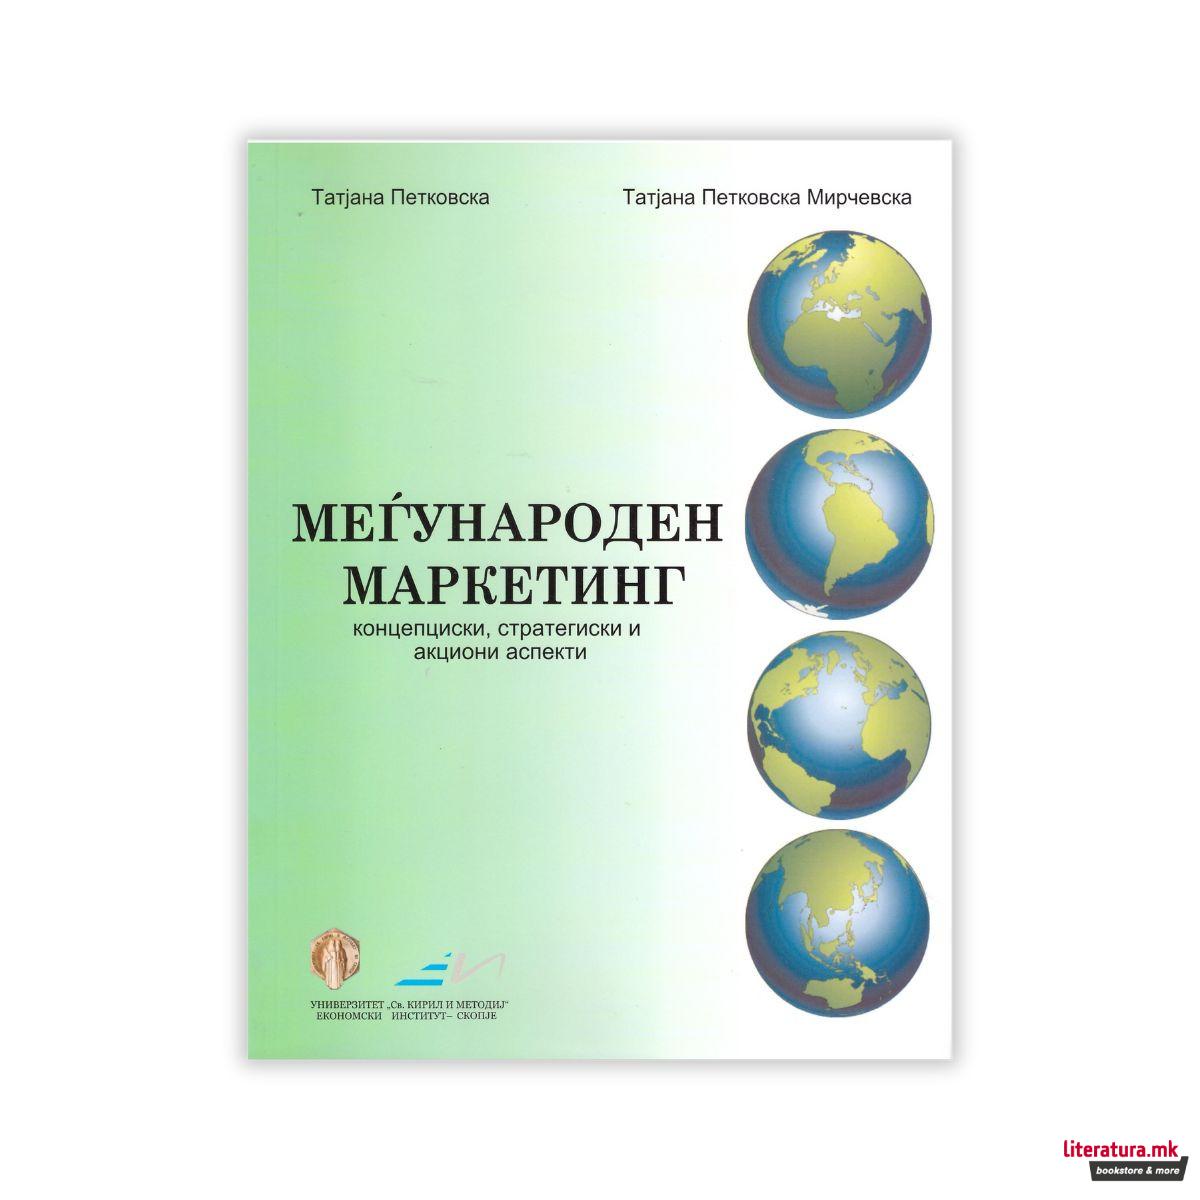 Татјана Петковска
Татјана Петковска Мирчевска
МЕЃУНАРОДЕН
МАРКЕТИНГ
концепциски, стратегиски и
акциони аспекти
УНИВЕРЗИТЕТ „Св. КИРИЛ И МЕТОДИЈ“
ЕКОНОМСКИ ИНСТИТУТ– СКОПЈЕ
literatura.mk
bookstore & more